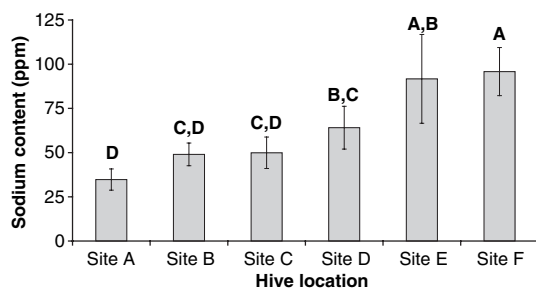 Sodium content (ppm)
125
100
75
50
25
0
D
C,D
C,D
B,C
A,B
A
Site A Site B Site C Site D Site E Site F
Hive location